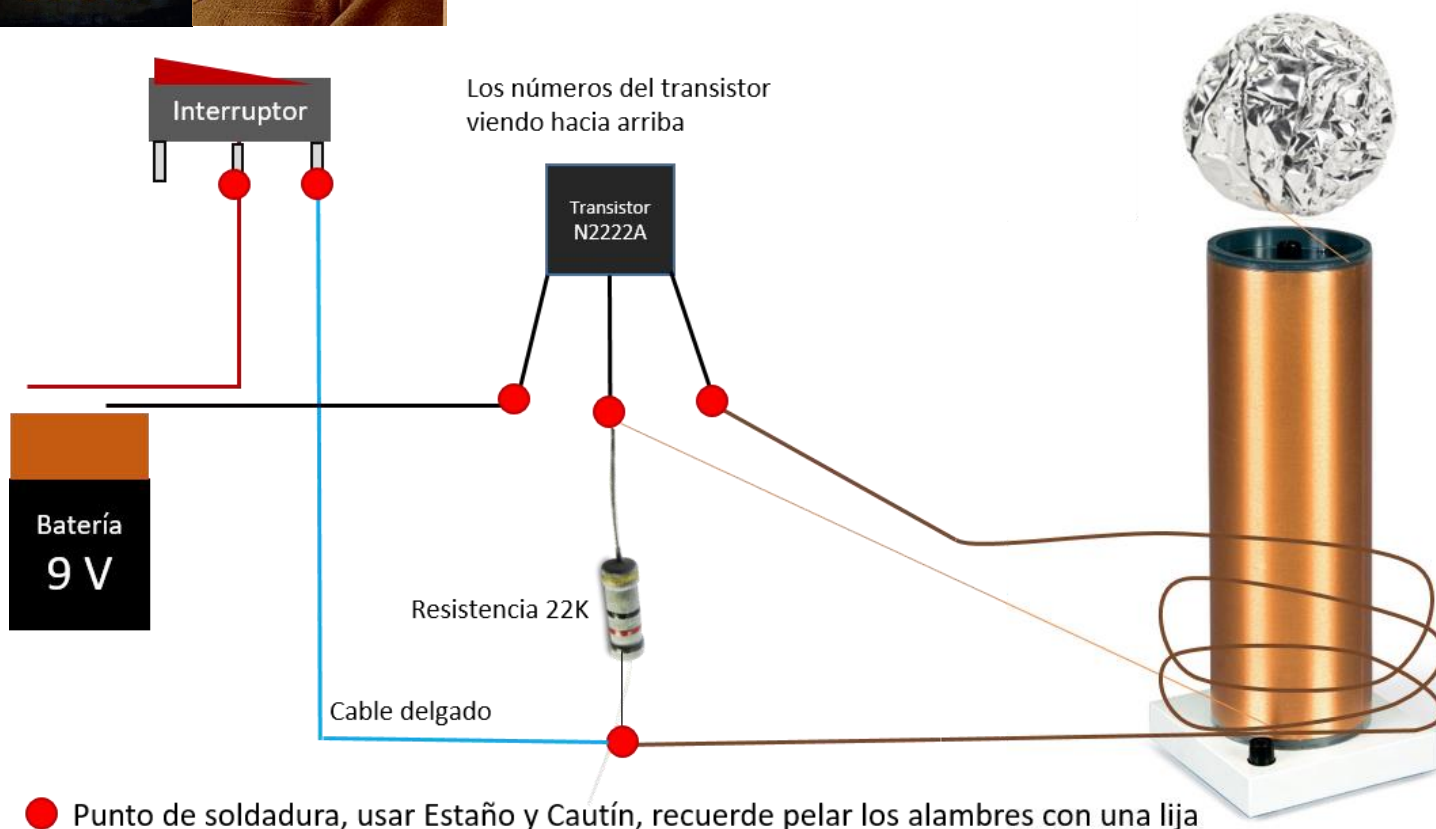 Interruptor
Los números del transistor
viendo hacia arriba
Transistor
N2222A
Batería
9 V
Resistencia 22K
Cable delgado
Punto de soldadura, usar Estaño y Cautín, recuerde pelar los alambres con una lija